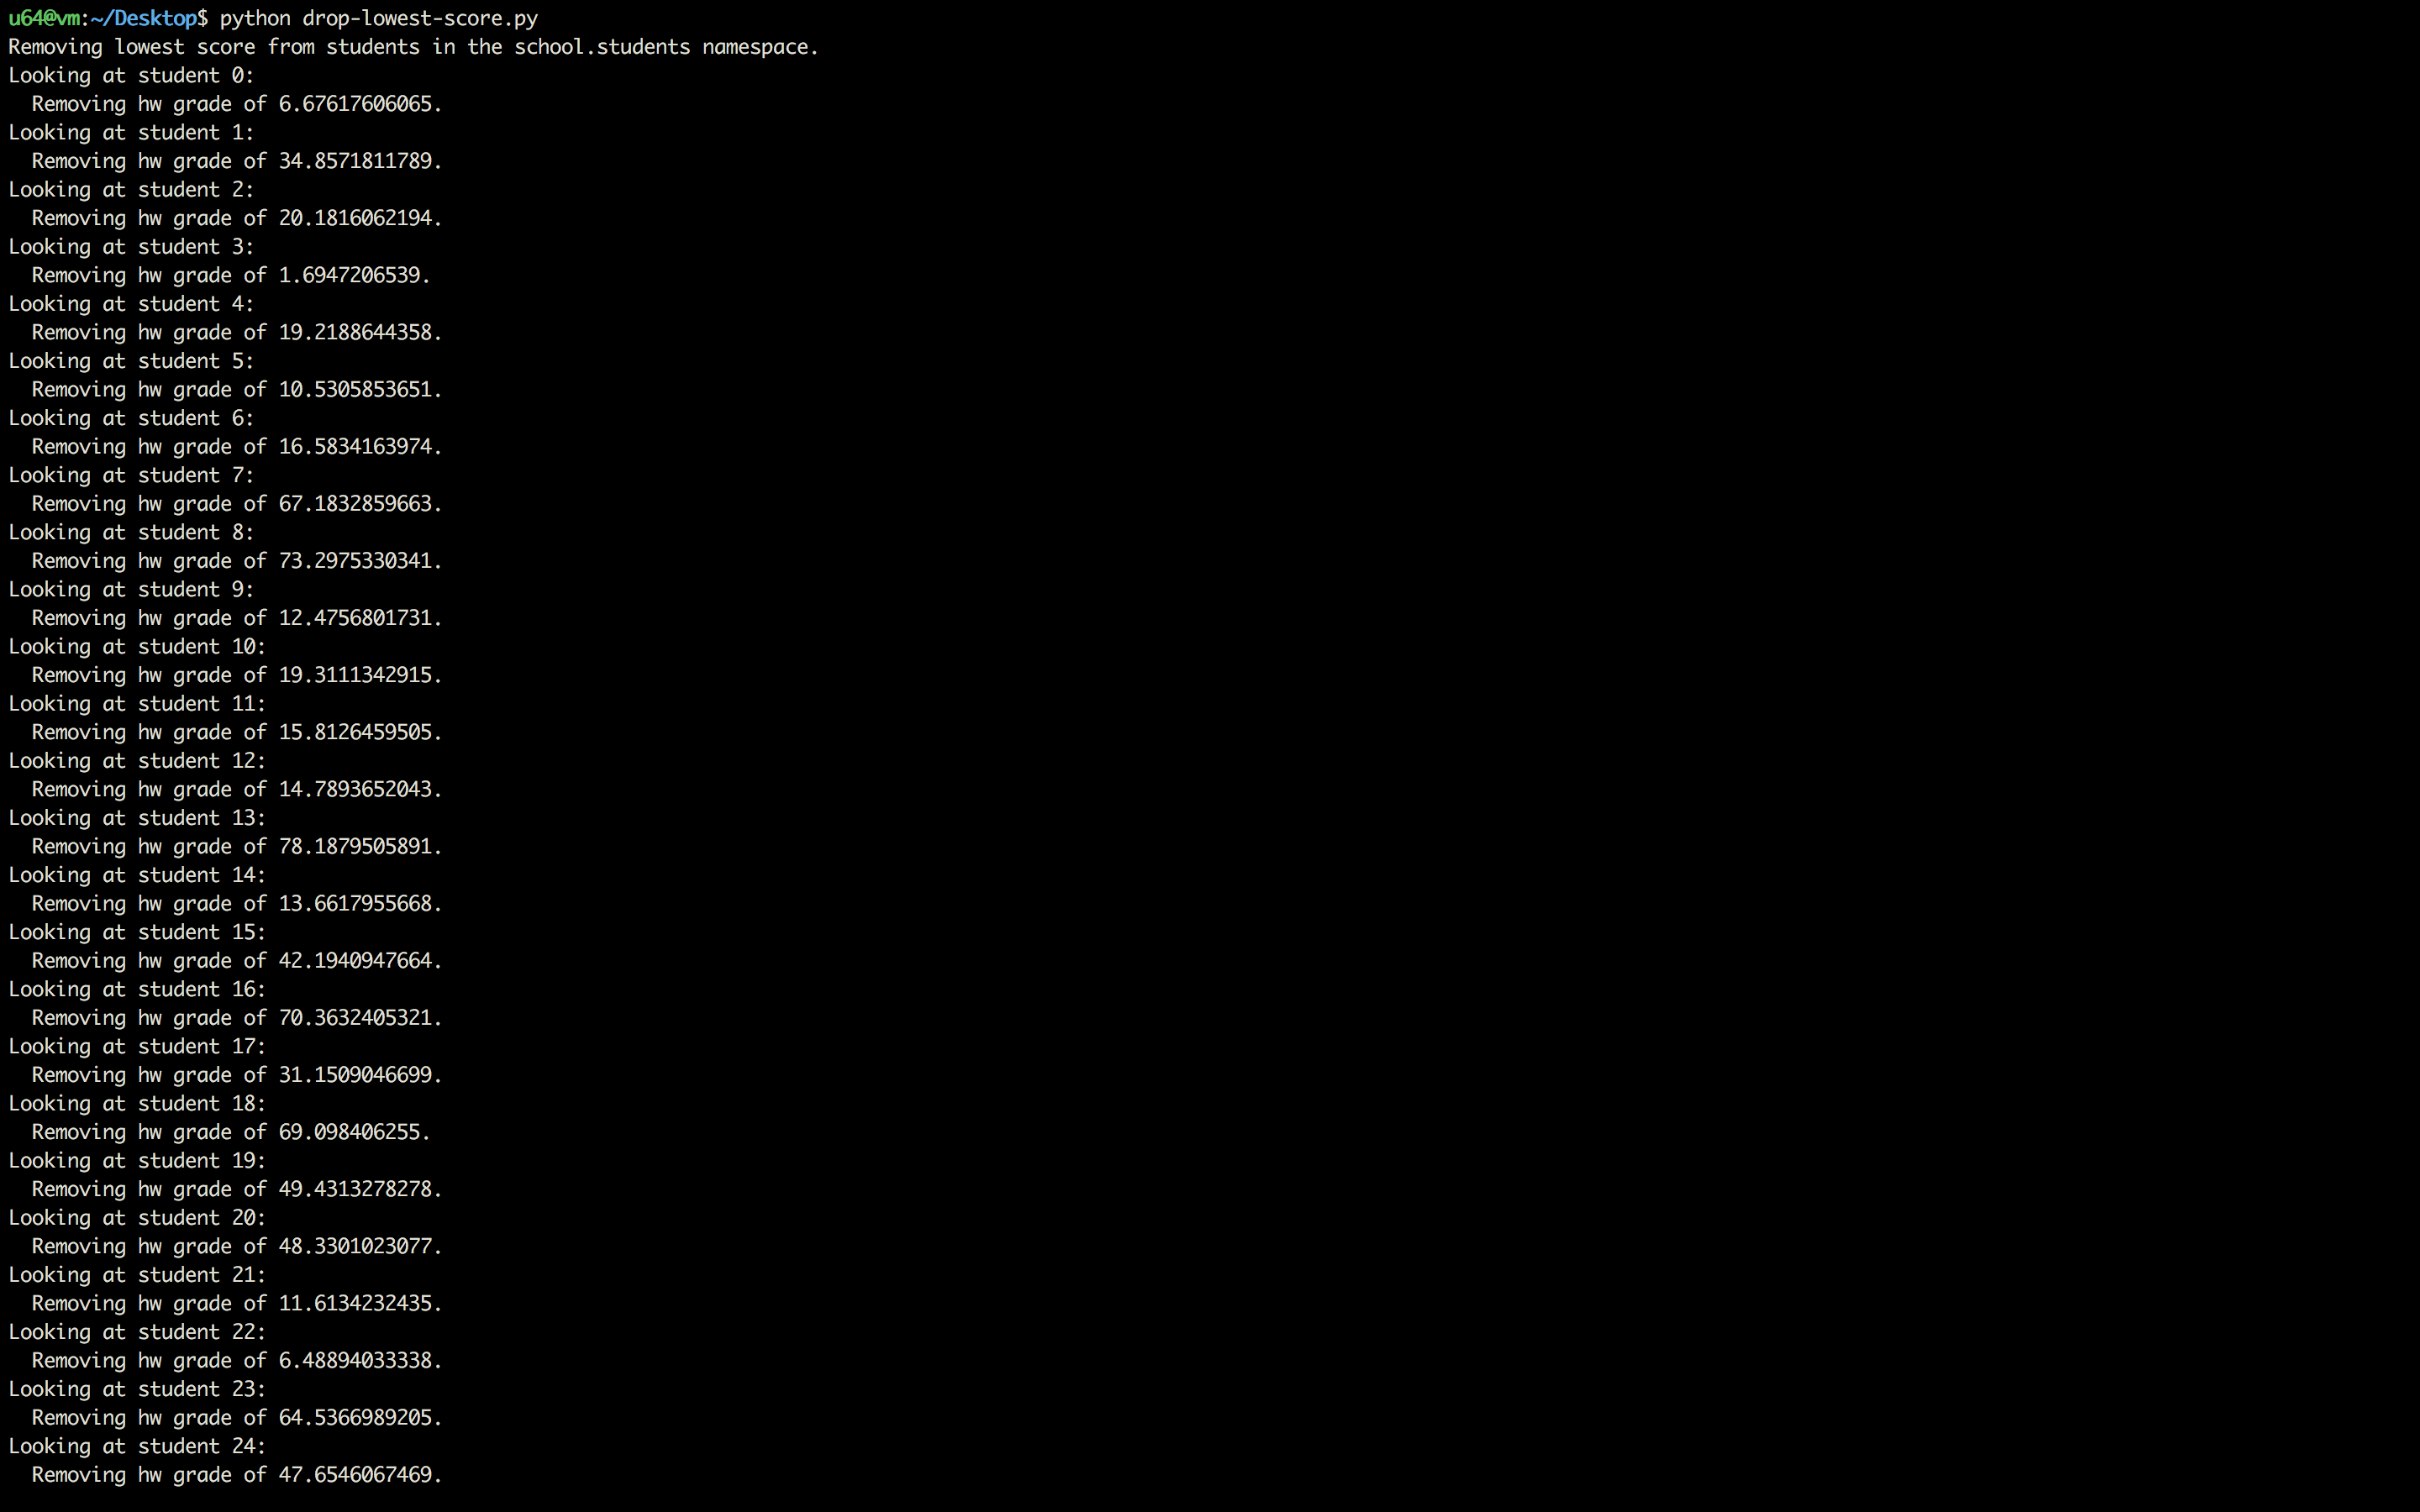 u64@vm:~/Desktop$ python drop-lowest-score.py
Removing lowest score from students in the school.students namespace.
Looking at student 0:
  Removing hw grade of 6.67617606065.
Looking at student 1:
  Removing hw grade of 34.8571811789.
Looking at student 2:
  Removing hw grade of 20.1816062194.
Looking at student 3:
  Removing hw grade of 1.6947206539.
Looking at student 4:
  Removing hw grade of 19.2188644358.
Looking at student 5:
  Removing hw grade of 10.5305853651.
Looking at student 6:
  Removing hw grade of 16.5834163974.
Looking at student 7:
  Removing hw grade of 67.1832859663.
Looking at student 8:
  Removing hw grade of 73.2975330341.
Looking at student 9:
  Removing hw grade of 12.4756801731.
Looking at student 10:
  Removing hw grade of 19.3111342915.
Looking at student 11:
  Removing hw grade of 15.8126459505.
Looking at student 12:
  Removing hw grade of 14.7893652043.
Looking at student 13:
  Removing hw grade of 78.1879505891.
Looking at student 14:
  Removing hw grade of 13.6617955668.
Looking at student 15:
  Removing hw grade of 42.1940947664.
Looking at student 16:
  Removing hw grade of 70.3632405321.
Looking at student 17:
  Removing hw grade of 31.1509046699.
Looking at student 18:
  Removing hw grade of 69.098406255.
Looking at student 19:
  Removing hw grade of 49.4313278278.
Looking at student 20:
  Removing hw grade of 48.3301023077.
Looking at student 21:
  Removing hw grade of 11.6134232435.
Looking at student 22:
  Removing hw grade of 6.48894033338.
Looking at student 23:
  Removing hw grade of 64.5366989205.
Looking at student 24:
  Removing hw grade of 47.6546067469.